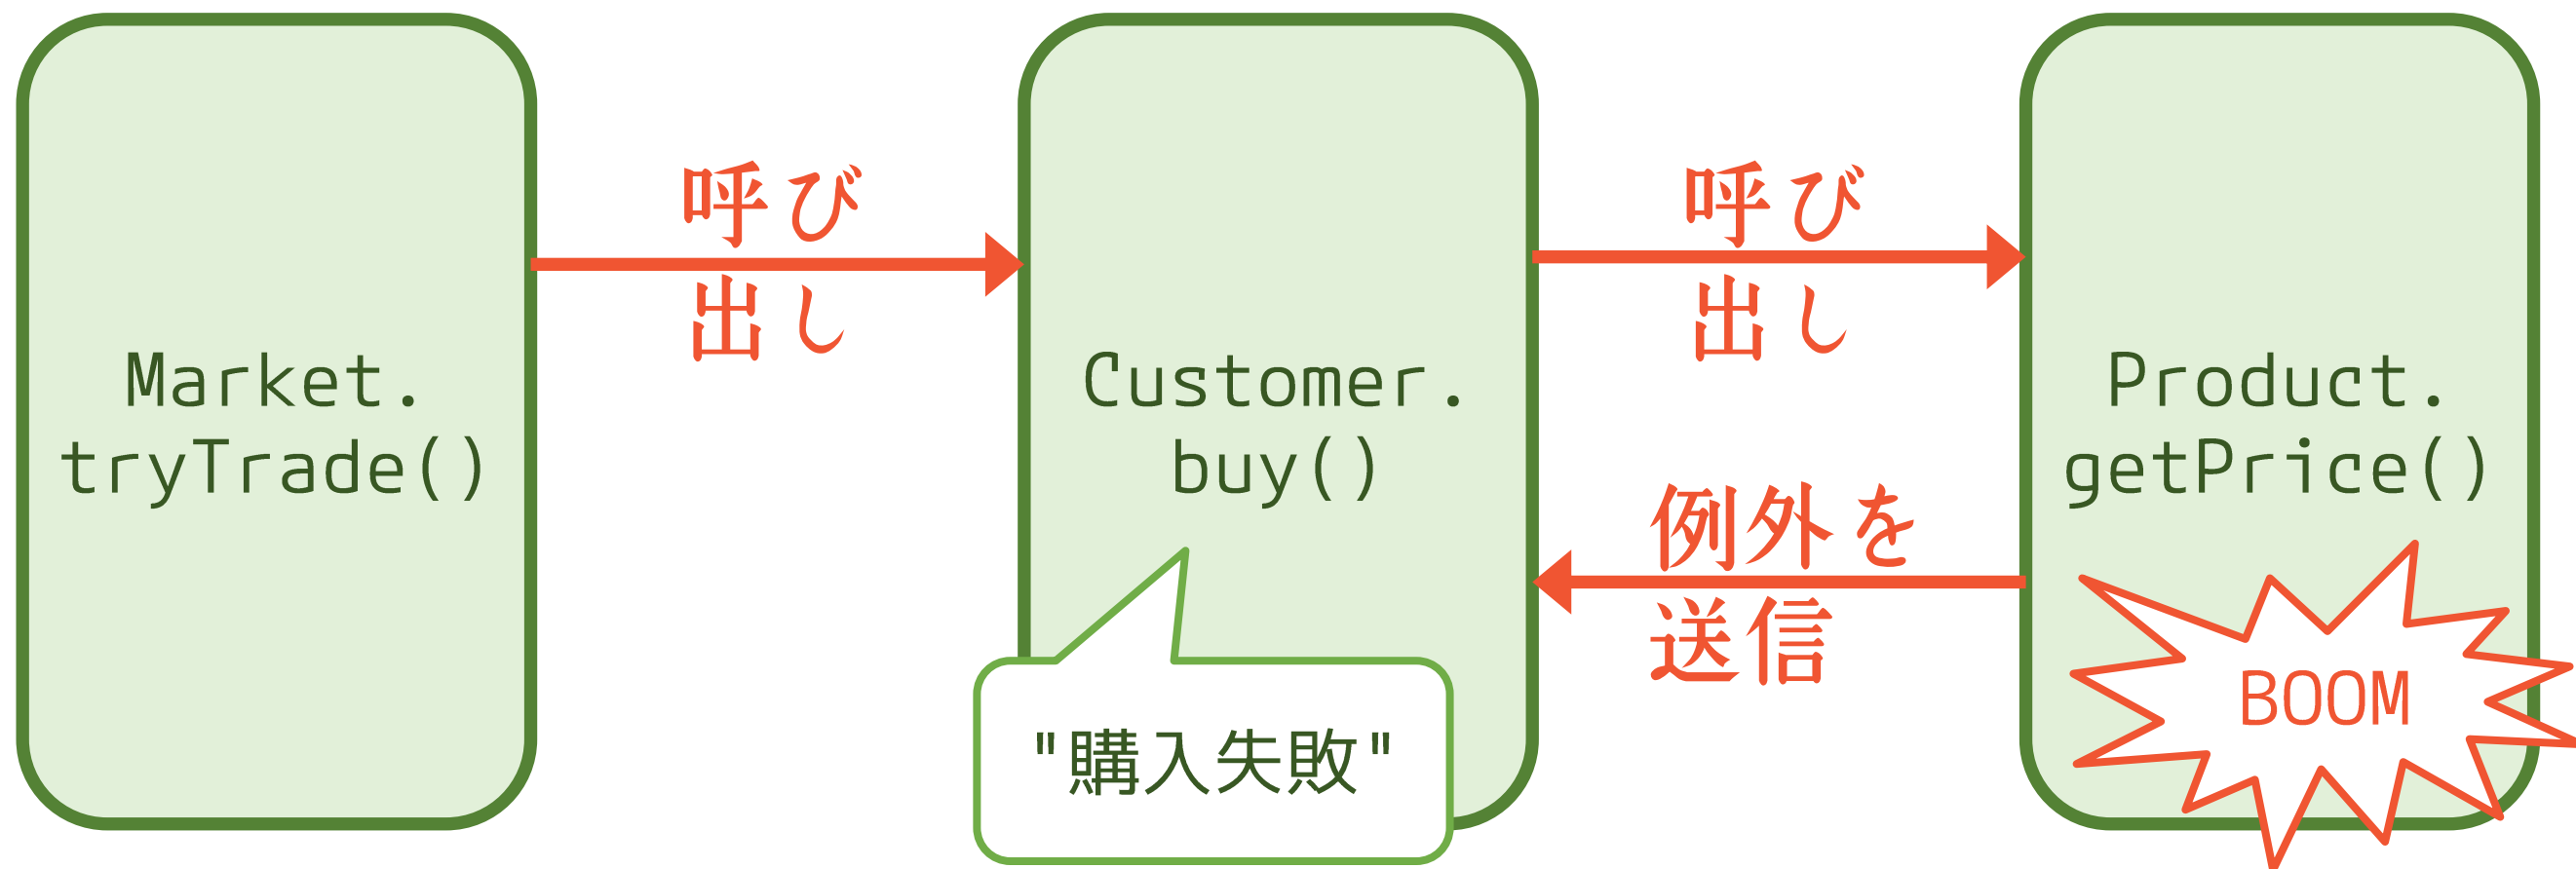 Market.
tryTrade()
呼び
出し
Customer.
buy()
"購入失敗"
呼び
出し
例外を
送信
Product.
getPrice()
BOOM